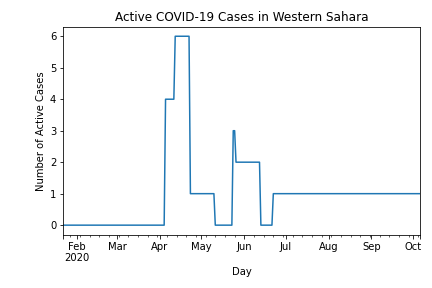 Active COVID-19 Cases in Western Sahara
Number of Active Cases
6
5
4
3
2
1
0
Feb Mar Apr May Jun Jul Aug Sep Oct
2020
Day